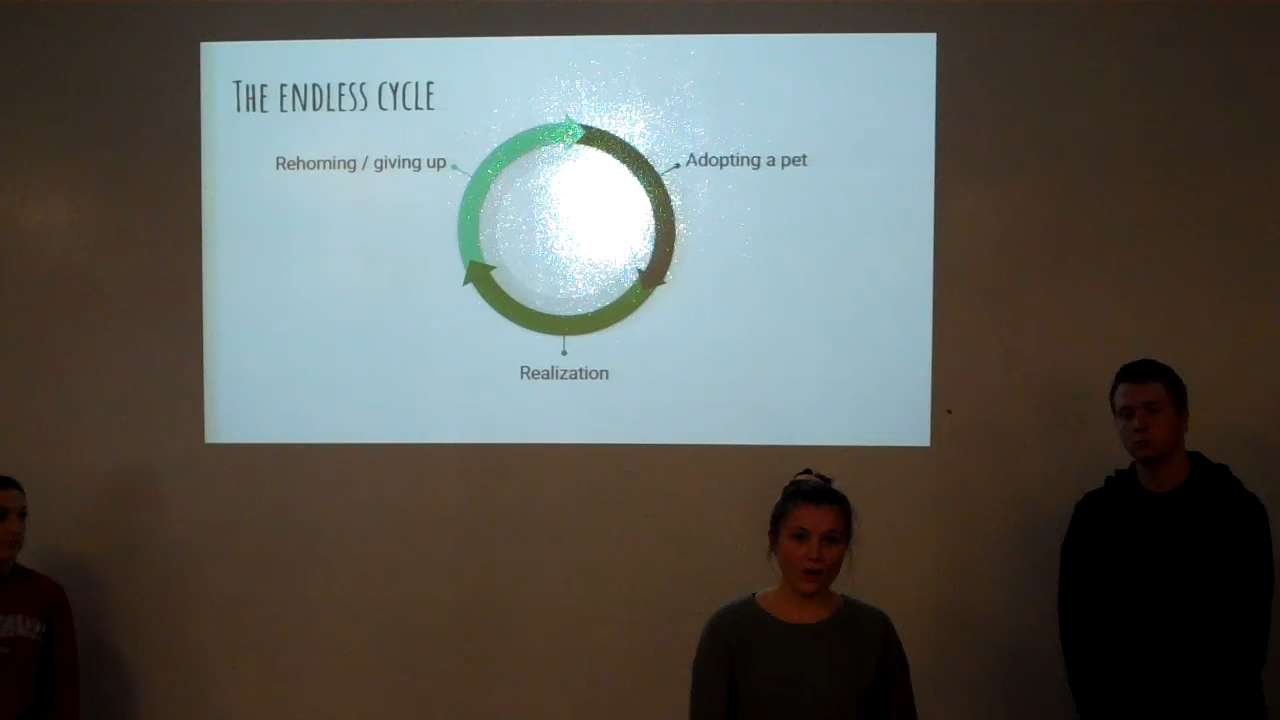 THE ENDLESS CYCLE
Rehoming / giving up
Adopting a pet
Realization